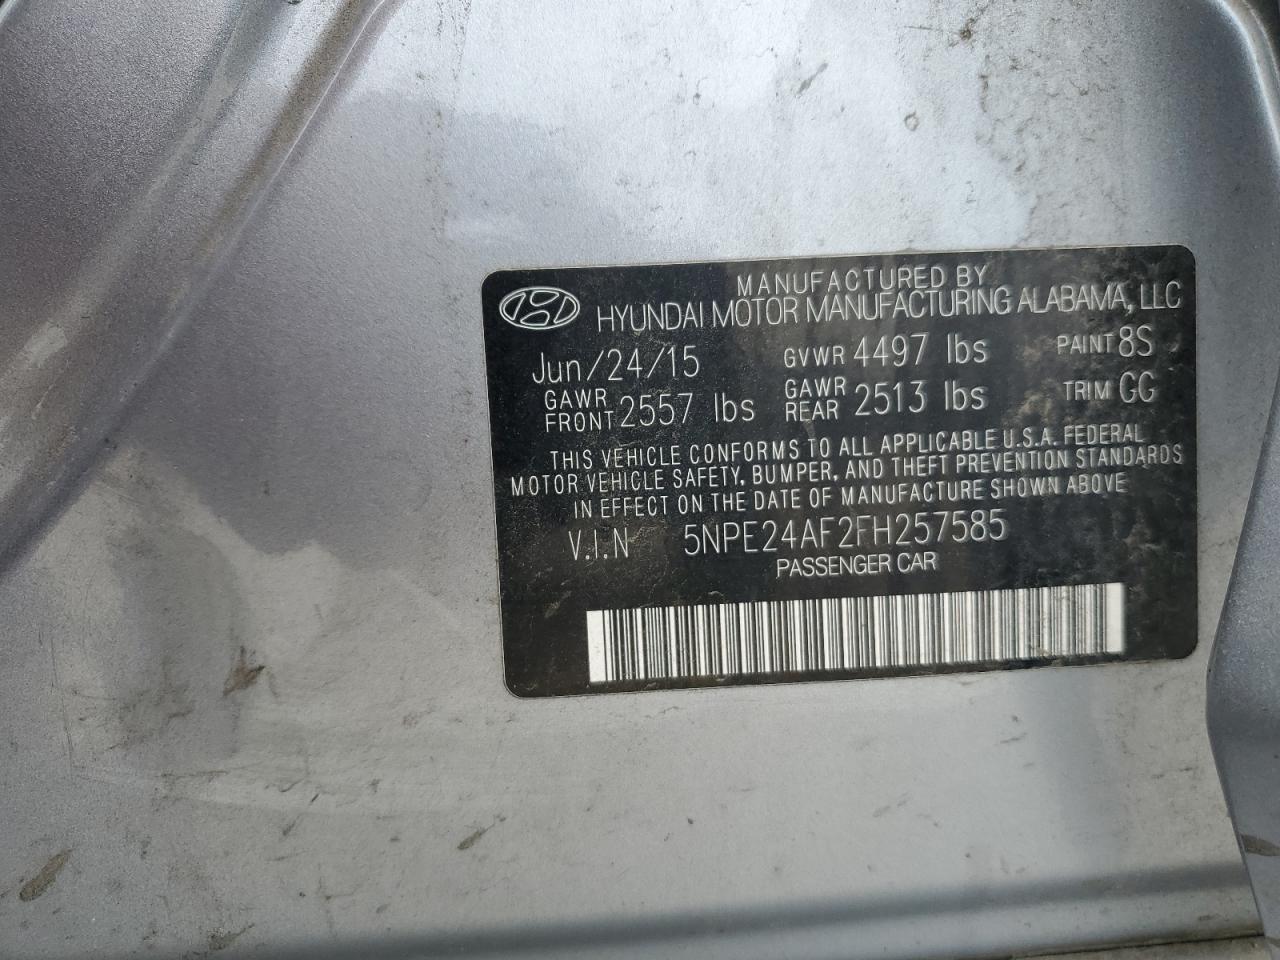 MANUFACTURED BY
HYUNDAI MOTOR MANUFACTURING ALABAMA, LLC
Jun/24/15 GVWR 4497 lbs PAINT 8S
GAWR FRONT 2557 lbs GAWR REAR 2513 lbs TRIM GG
THIS VEHICLE CONFORMS TO ALL APPLICABLE U.S.A. FEDERAL
MOTOR VEHICLE SAFETY, BUMPER, AND THEFT PREVENTION STANDARDS
IN EFFECT ON THE DATE OF MANUFACTURE SHOWN ABOVE
V.I.N 5NPE24AF2FH257585
PASSENGER CAR